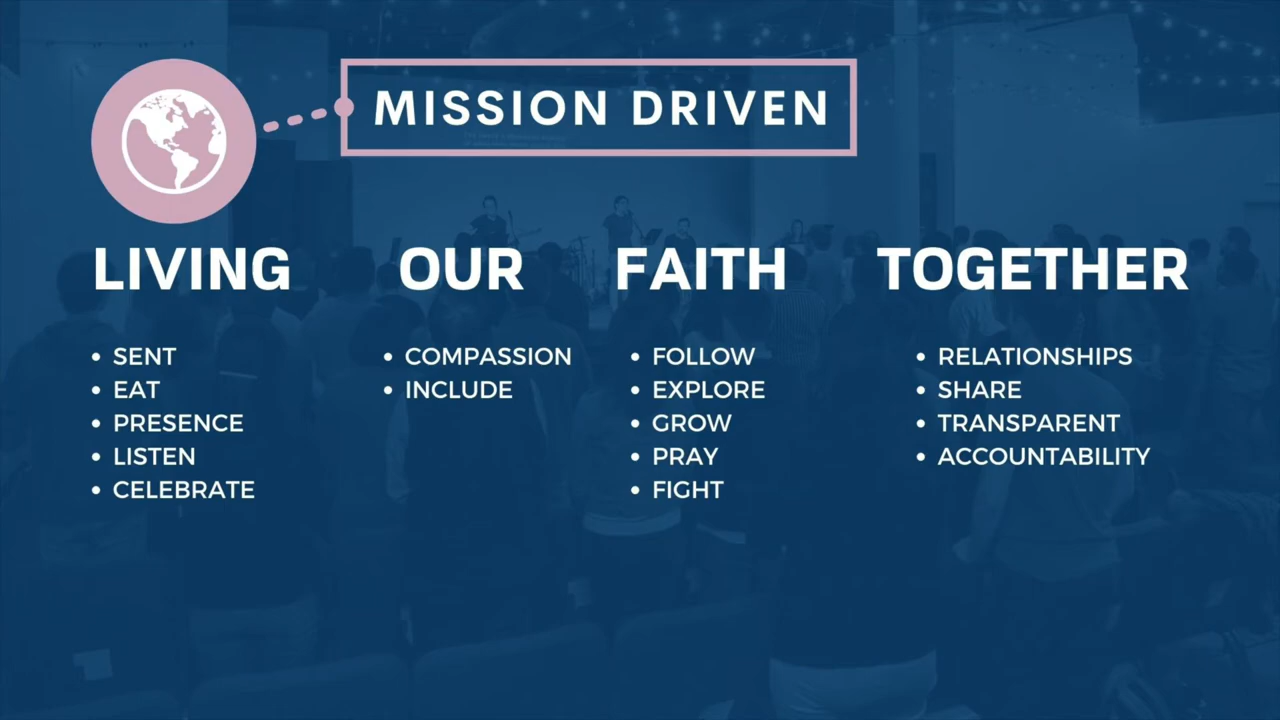 MISSION DRIVEN
LIVING
OUR
FAITH
TOGETHER
SENT
EAT
PRESENCE
LISTEN
CELEBRATE
COMPASSION
INCLUDE
FOLLOW
EXPLORE
GROW
PRAY
FIGHT
RELATIONSHIPS
SHARE
TRANSPARENT
ACCOUNTABILITY